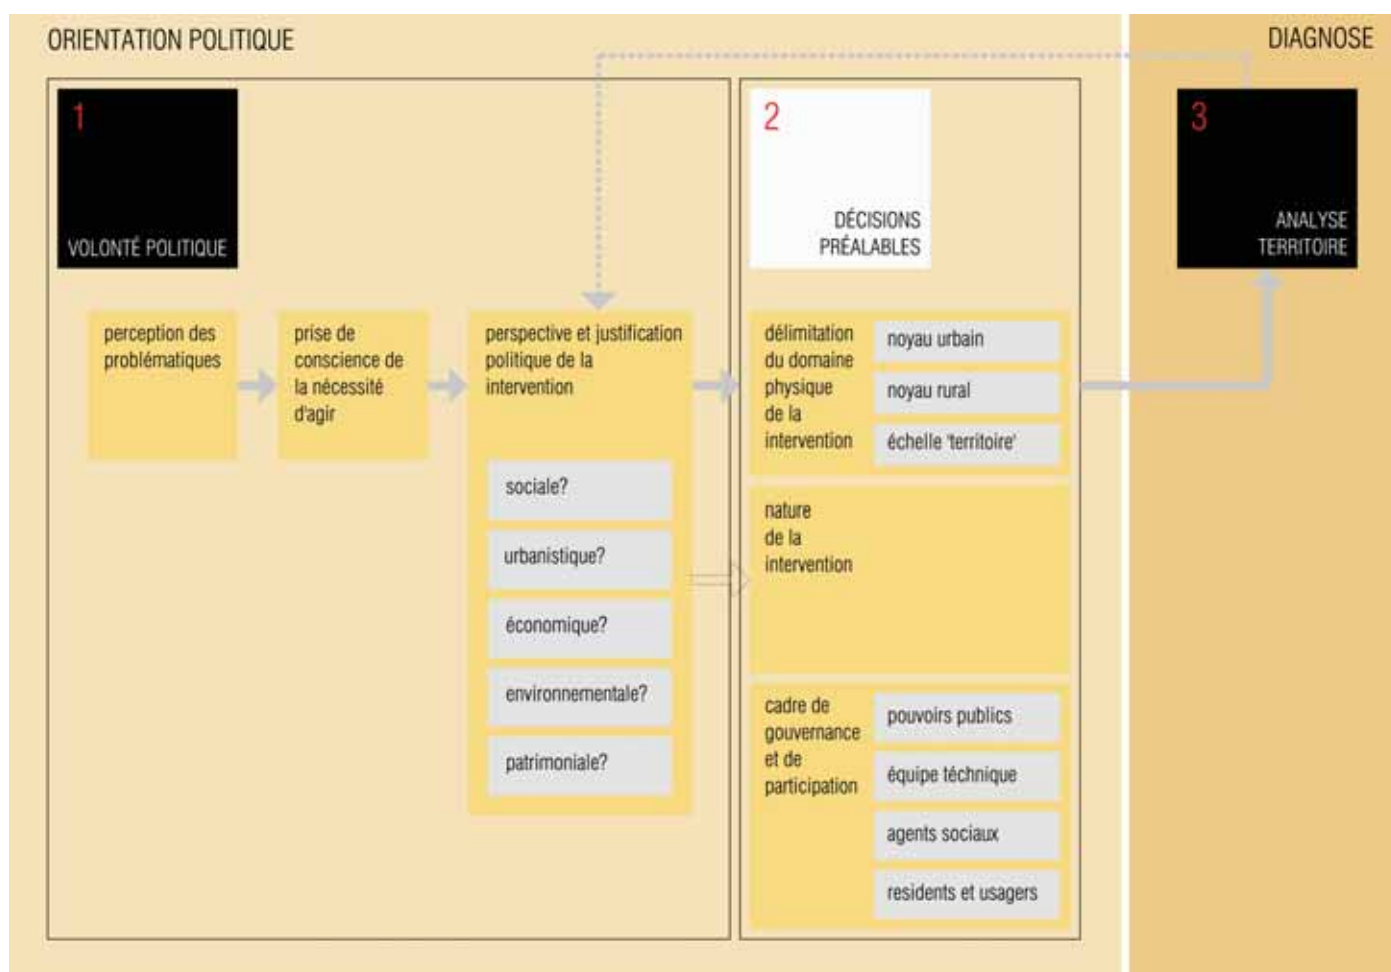 ORIENTATION POLITIQUE
DIAGNOSE
1
VOLONTÉ POLITIQUE
perception des
problématiques
prise de
conscience de
la nécessité
d'agir
perspective et justification
politique de la
intervention
sociale?
urbanistique?
économique?
environnementale?
patrimoniale?
2
DÉCISIONS
PRÉALABLES
délimitation
du domaine
physique
de la
intervention
noyau urbain
noyau rural
échelle 'territoire'
nature
de la
intervention
cadre de
gouvernance
et de
participation
pouvoirs publics
équipe téchnique
agents sociaux
residents et usagers
3
ANALYSE
TERRITOIRE